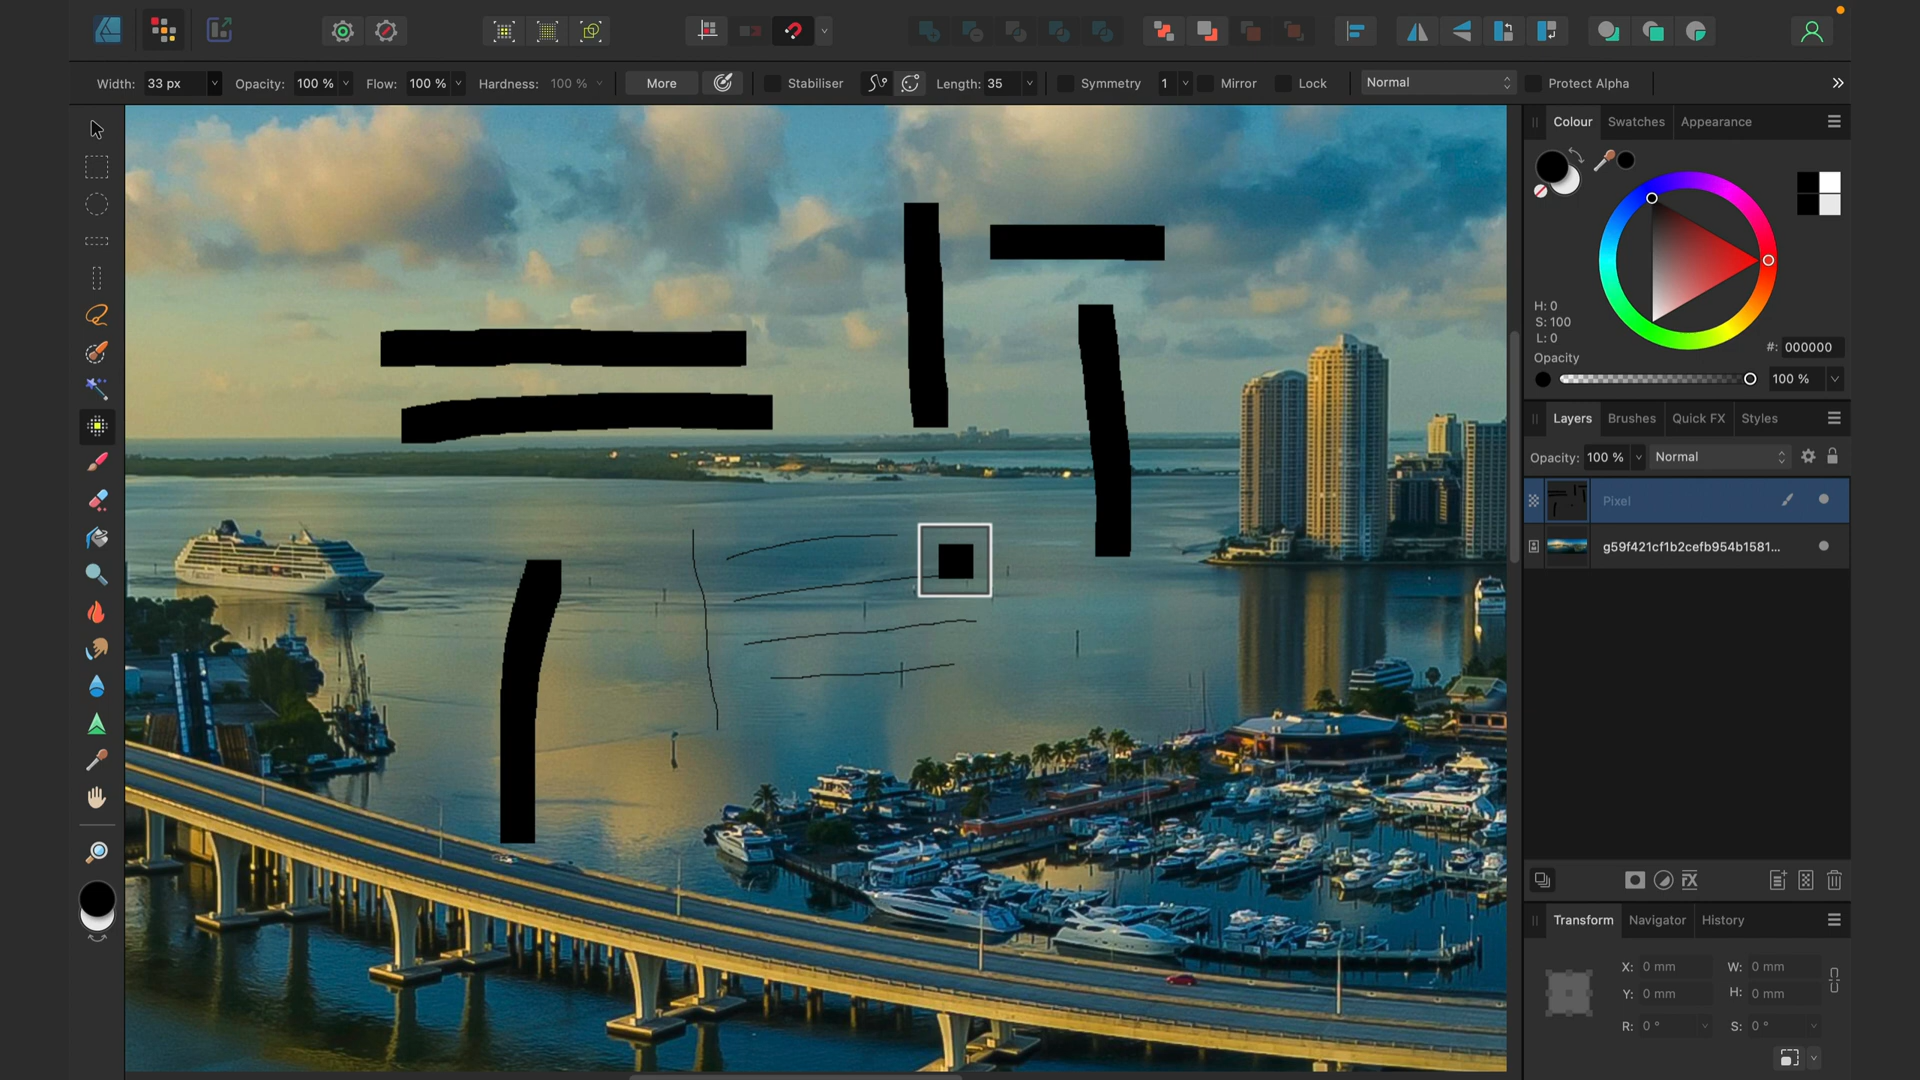 Width: 33 px Opacity: 100 % Flow: 100 % Hardness: 100 % More Stabiliser Length: 35 Symmetry 1 Mirror Lock Normal Protect Alpha
Colour Swatches Appearance
H: 0
S: 100
L: 0
#: 000000
Opacity
100 %
Layers Brushes Quick FX Styles
Opacity: 100 % Normal
Pixel
g59f421cf1b2cefb954b1581...
Transform Navigator History
X: 0 mm W: 0 mm
Y: 0 mm H: 0 mm
R: 0 ° S: 0 °